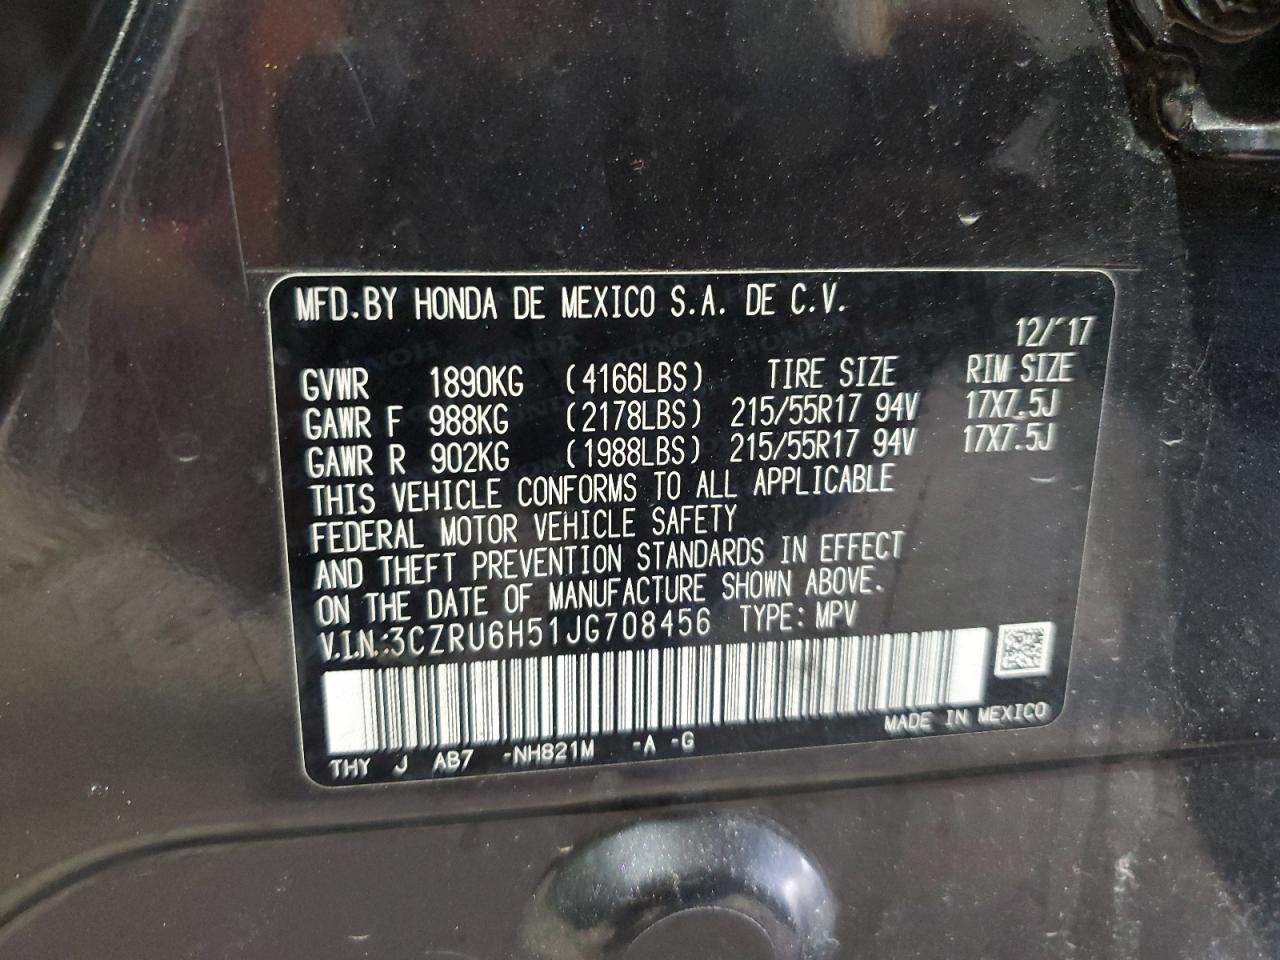 MFD.BY HONDA DE MEXICO S.A. DE C.V.
12/'17
GVWR 1890KG (4166LBS) TIRE SIZE RIM SIZE
GAWR F 988KG (2178LBS) 215/55R17 94V 17X7.5J
GAWR R 902KG (1988LBS) 215/55R17 94V 17X7.5J
THIS VEHICLE CONFORMS TO ALL APPLICABLE
FEDERAL MOTOR VEHICLE SAFETY
AND THEFT PREVENTION STANDARDS IN EFFECT
ON THE DATE OF MANUFACTURE SHOWN ABOVE.
V.I.N.:3CZRU6H51JG708456 TYPE: MPV
MADE IN MEXICO
THY J AB7 -NH821M -A -G